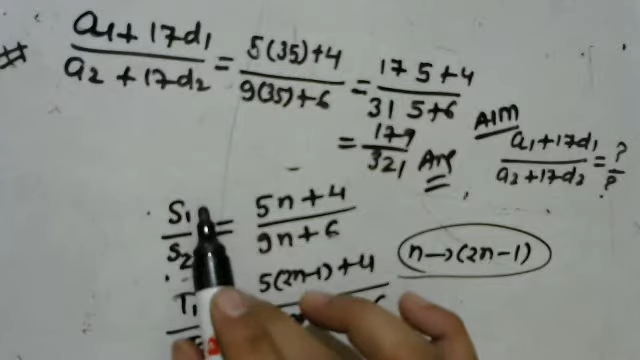 a1 + 17d1 / a2 + 17d2 = 5(35)+4 / 9(35)+6 = 175+4 / 315+6
= 179 / 321 Ans
AIM
a1+17d1 / a2+17d2 = ? / ?
S1 / S2 = 5n+4 / 9n+6
n→(2n-1)
T1 5(2n-1)+4